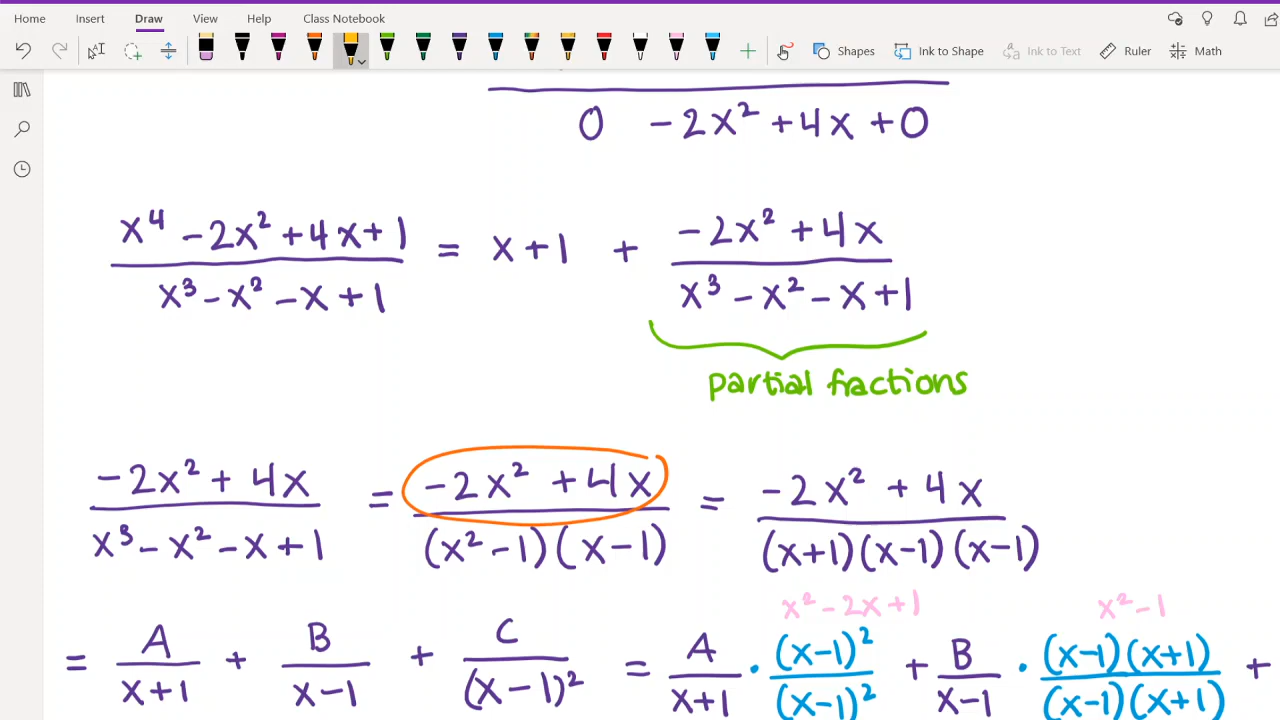 Home Insert Draw View Help Class Notebook
Shapes Ink to Shape Ink to Text Ruler Math
0 -2x² +4x +0
x⁴ -2x² +4x+1 / x³ -x² -x +1 = x+1 + -2x² +4x / x³ -x² -x +1
partial fractions
-2x² + 4x / x³ - x² - x + 1 = -2x² +4x / (x² -1)(x-1) = -2x² + 4x / (x+1)(x-1)(x-1)
x² -2x+1 x² -1
= A / x+1 + B / x-1 + C / (x-1)² = A / x+1 · (x-1)² / (x-1)² + B / x-1 · (x-1)(x+1) / (x-1)(x+1) +